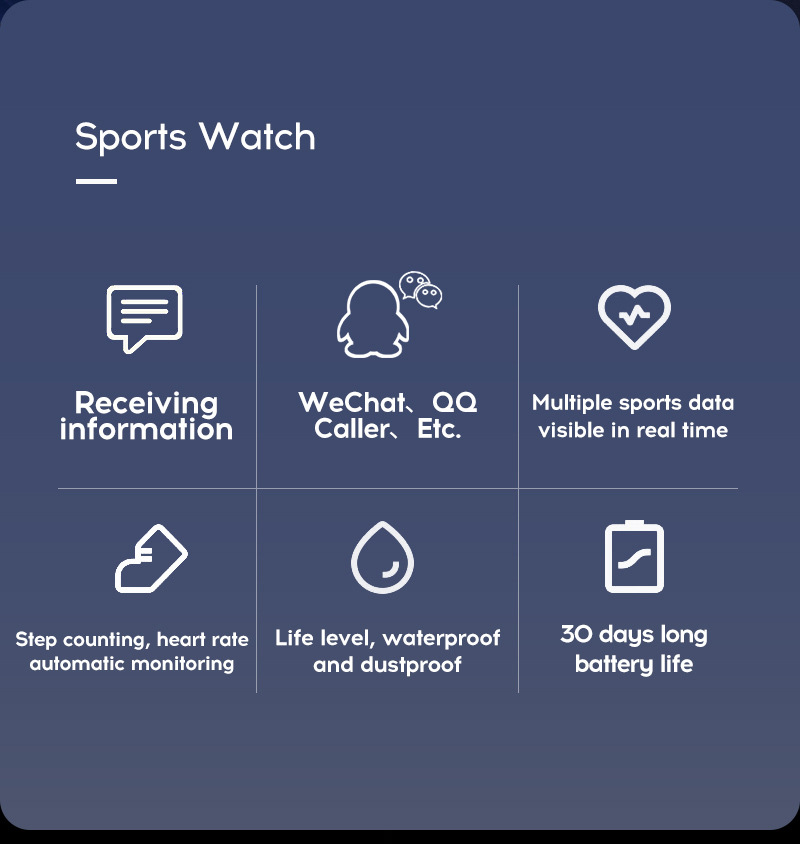 Sports Watch
Receiving
information
WeChat、QQ
Caller、Etc.
Multiple sports data
visible in real time
Step counting, heart rate
automatic monitoring
Life level, waterproof
and dustproof
30 days long
battery life